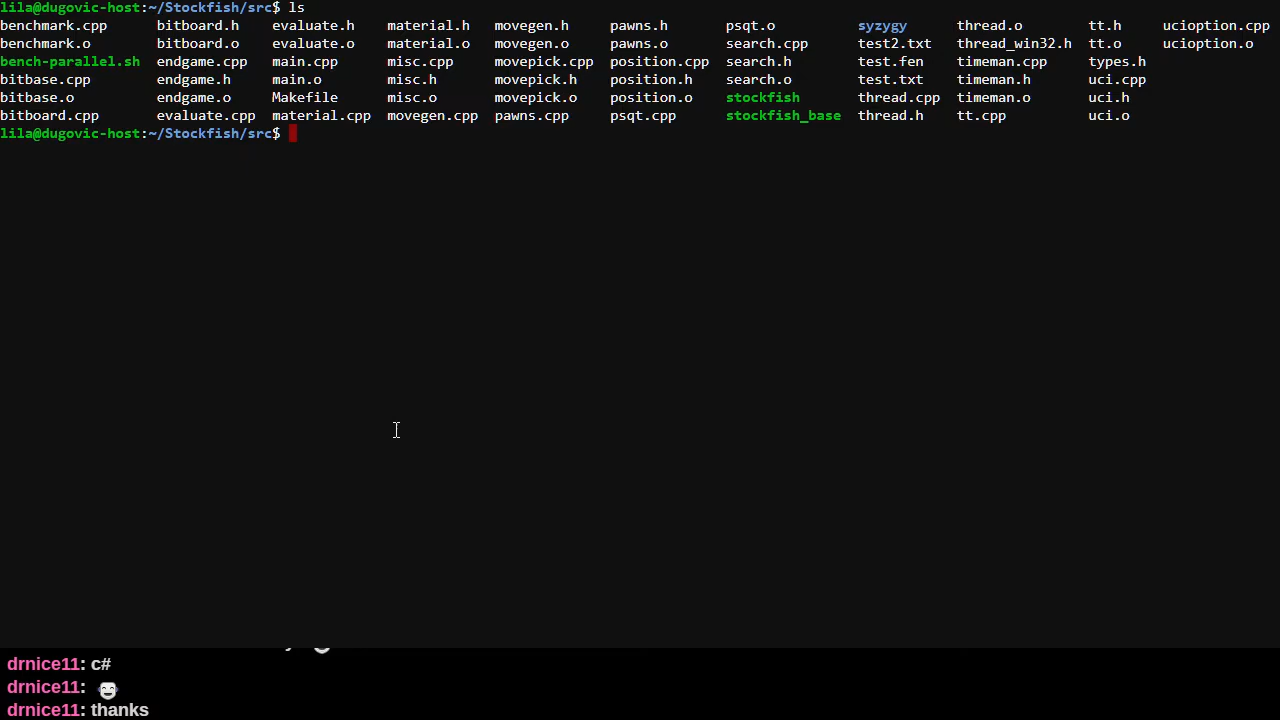 lila@dugovic-host:~/Stockfish/src$ ls
benchmark.cpp bitboard.h evaluate.h material.h movegen.h pawns.h psqt.o syzygy thread.o tt.h ucioption.cpp
benchmark.o bitboard.o evaluate.o material.o movegen.o pawns.o search.cpp test2.txt thread_win32.h tt.o ucioption.o
bench-parallel.sh endgame.cpp main.cpp misc.cpp movepick.cpp position.cpp search.h test.fen timeman.cpp types.h
bitbase.cpp endgame.h main.o misc.h movepick.h position.h search.o test.txt timeman.h uci.cpp
bitbase.o endgame.o Makefile misc.o movepick.o position.o stockfish thread.cpp timeman.o uci.h
bitboard.cpp evaluate.cpp material.cpp movegen.cpp pawns.cpp psqt.cpp stockfish_base thread.h tt.cpp uci.o
lila@dugovic-host:~/Stockfish/src$
drnice11: c#
drnice11:
drnice11: thanks